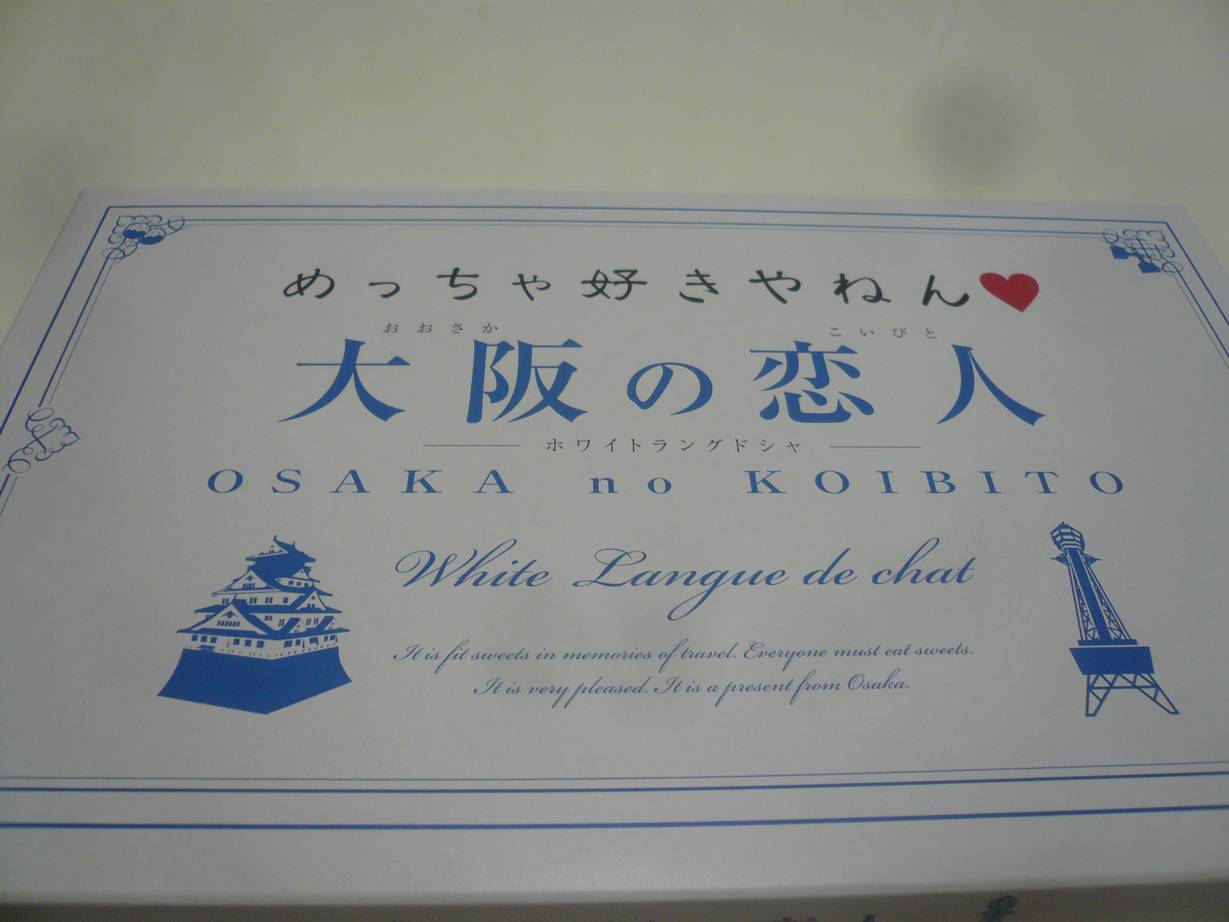 めっちゃ好きやねん
おおさか こいびと
大阪の恋人
ホワイトラングドシャ
OSAKA no KOIBITO
White Langue de chat
It is fit sweets in memories of travel. Everyone must eat sweets.
It is very pleased. It is a present from Osaka.